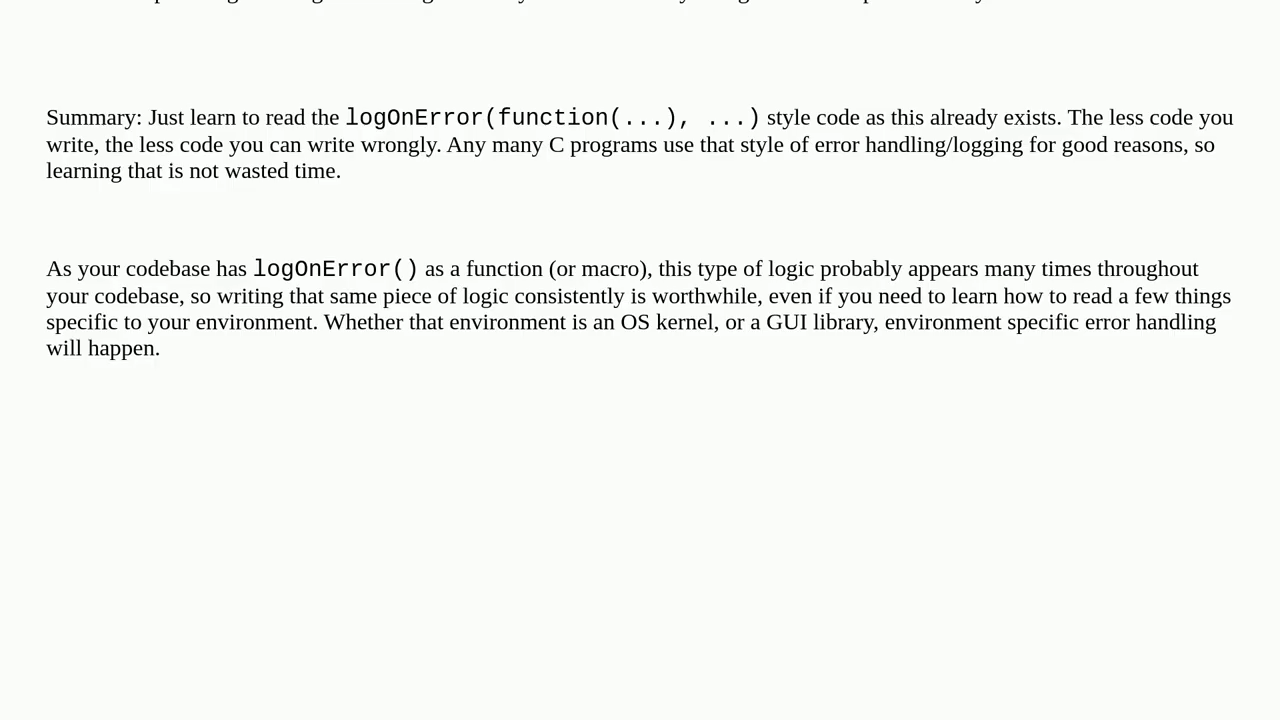 Summary: Just learn to read the logOnError(function(...), ...) style code as this already exists. The less code you
write, the less code you can write wrongly. Any many C programs use that style of error handling/logging for good reasons, so
learning that is not wasted time.
As your codebase has logOnError() as a function (or macro), this type of logic probably appears many times throughout
your codebase, so writing that same piece of logic consistently is worthwhile, even if you need to learn how to read a few things
specific to your environment. Whether that environment is an OS kernel, or a GUI library, environment specific error handling
will happen.